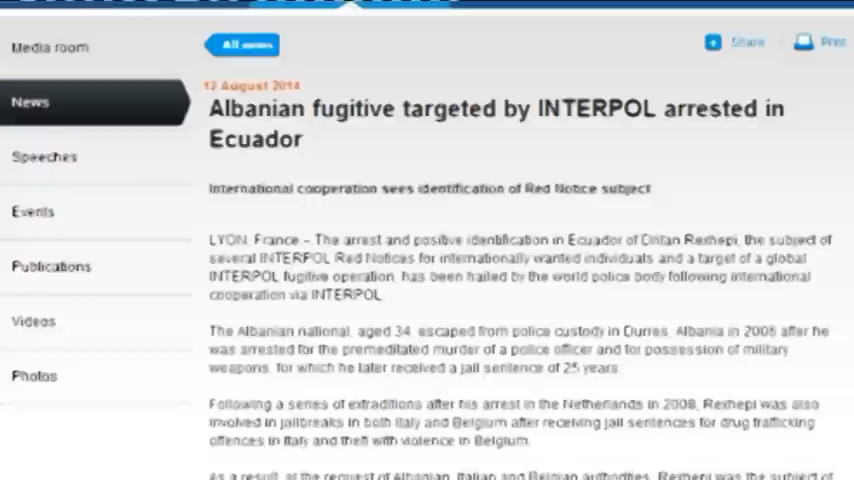 Media room
All news
Share
Print
12 August 2014
News
Albanian fugitive targeted by INTERPOL arrested in
Ecuador
Speeches
International cooperation sees identification of Red Notice subject
Events
LYON, France – The arrest and positive identification in Ecuador of Dritan Rexhepi, the subject of
several INTERPOL Red Notices for internationally wanted individuals and a target of a global
Publications
INTERPOL fugitive operation, has been hailed by the world police body following international
cooperation via INTERPOL.
Videos
The Albanian national, aged 34, escaped from police custody in Durres, Albania in 2006 after he
was arrested for the premeditated murder of a police officer and for possession of military
weapons, for which he later received a jail sentence of 25 years.
Photos
Following a series of extraditions after his arrest in the Netherlands in 2008, Rexhepi was also
involved in jailbreaks in both Italy and Belgium after receiving jail sentences for drug trafficking
offences in Italy and theft with violence in Belgium.
As a result, at the request of Albanian, Italian and Belgian authorities, Rexhepi was the subject of